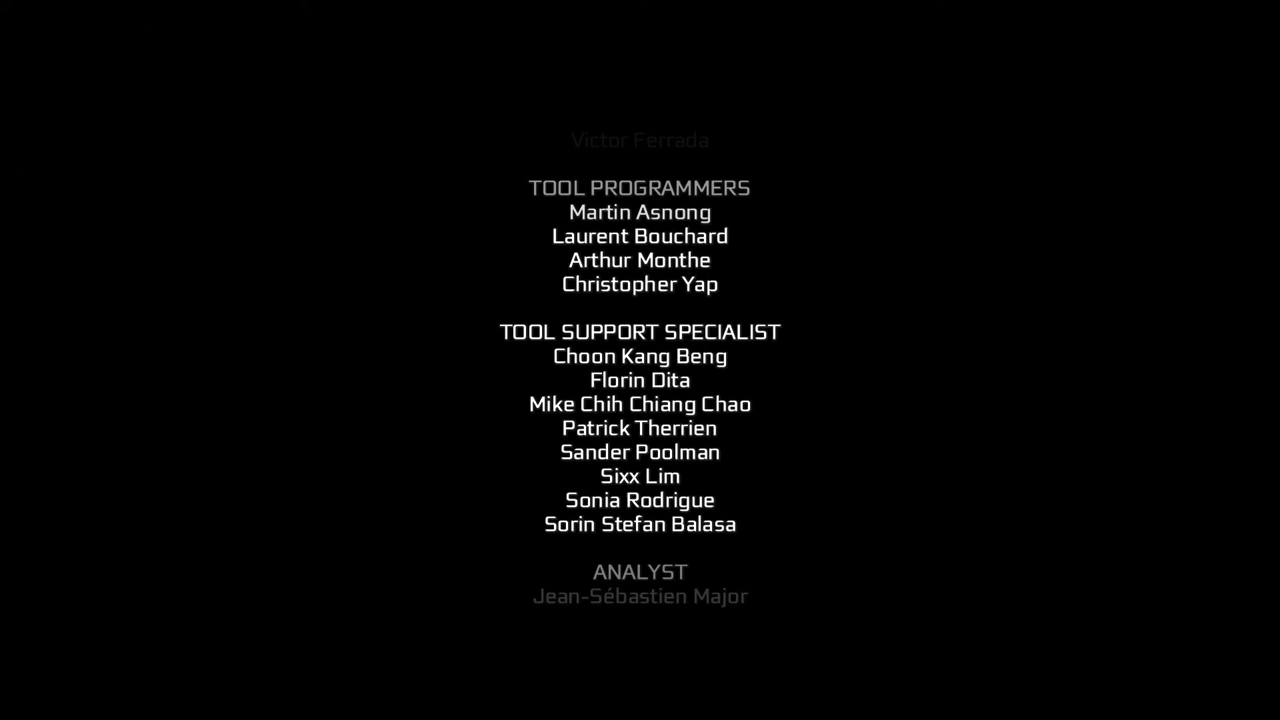 Victor Ferrada
TOOL PROGRAMMERS
Martin Asnong
Laurent Bouchard
Arthur Monthe
Christopher Yap
TOOL SUPPORT SPECIALIST
Choon Kang Beng
Florin Dita
Mike Chih Chiang Chao
Patrick Therrien
Sander Poolman
Sixx Lim
Sonia Rodrigue
Sorin Stefan Balasa
ANALYST
Jean-Sébastien Major